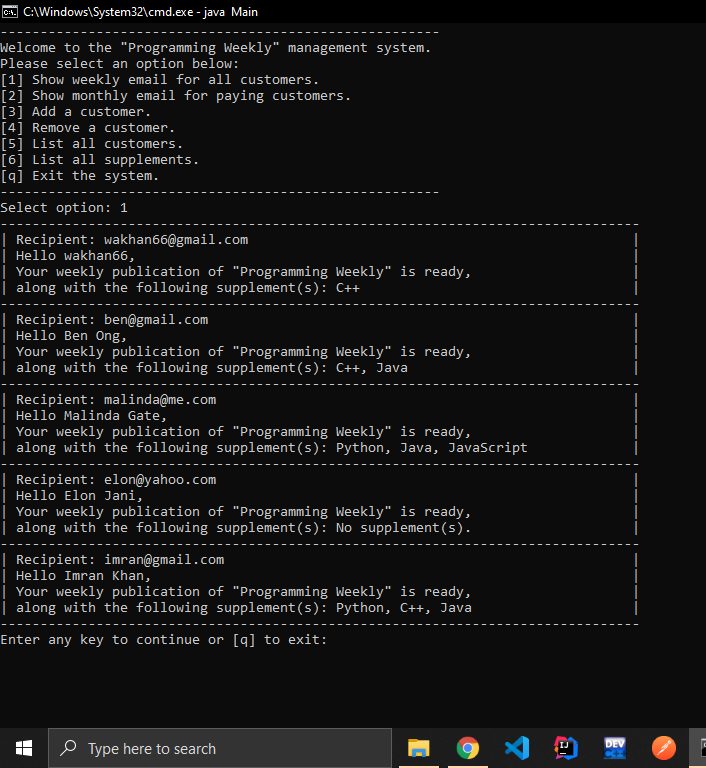 C:\Windows\System32\cmd.exe - java  Main
-------------------------------------------------------
Welcome to the "Programming Weekly" management system.
Please select an option below:
[1] Show weekly email for all customers.
[2] Show monthly email for paying customers.
[3] Add a customer.
[4] Remove a customer.
[5] List all customers.
[6] List all supplements.
[q] Exit the system.
-------------------------------------------------------
Select option: 1
--------------------------------------------------------------------------------
| Recipient: wakhan66@gmail.com                                                |
| Hello wakhan66,                                                              |
| Your weekly publication of "Programming Weekly" is ready,                    |
| along with the following supplement(s): C++                                  |
--------------------------------------------------------------------------------
| Recipient: ben@gmail.com                                                     |
| Hello Ben Ong,                                                               |
| Your weekly publication of "Programming Weekly" is ready,                    |
| along with the following supplement(s): C++, Java                            |
--------------------------------------------------------------------------------
| Recipient: malinda@me.com                                                    |
| Hello Malinda Gate,                                                          |
| Your weekly publication of "Programming Weekly" is ready,                    |
| along with the following supplement(s): Python, Java, JavaScript             |
--------------------------------------------------------------------------------
| Recipient: elon@yahoo.com                                                    |
| Hello Elon Jani,                                                             |
| Your weekly publication of "Programming Weekly" is ready,                    |
| along with the following supplement(s): No supplement(s).                    |
--------------------------------------------------------------------------------
| Recipient: imran@gmail.com                                                   |
| Hello Imran Khan,                                                            |
| Your weekly publication of "Programming Weekly" is ready,                    |
| along with the following supplement(s): Python, C++, Java                    |
--------------------------------------------------------------------------------
Enter any key to continue or [q] to exit:
Type here to search
IJ
DEV